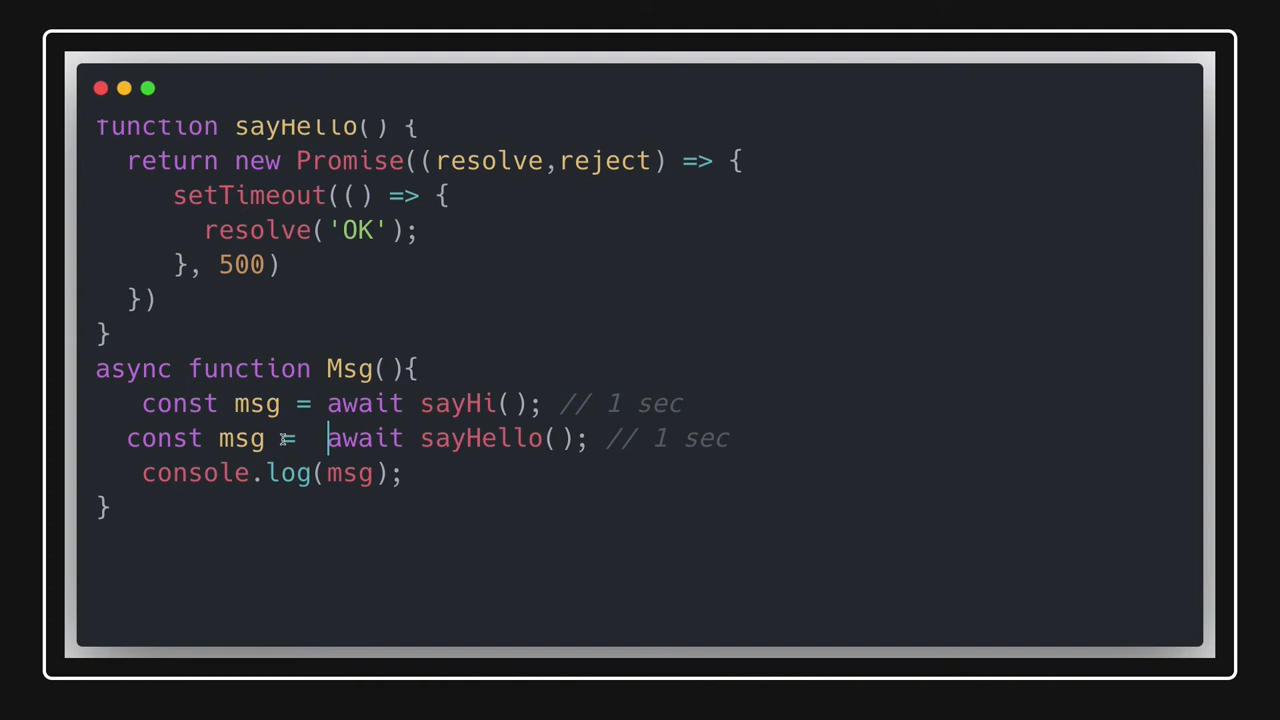 function sayHello() {
  return new Promise((resolve,reject) => {
     setTimeout(() => {
       resolve('OK');
     }, 500)
  })
}
async function Msg(){
   const msg = await sayHi(); // 1 sec
  const msg =  await sayHello(); // 1 sec
   console.log(msg);
}